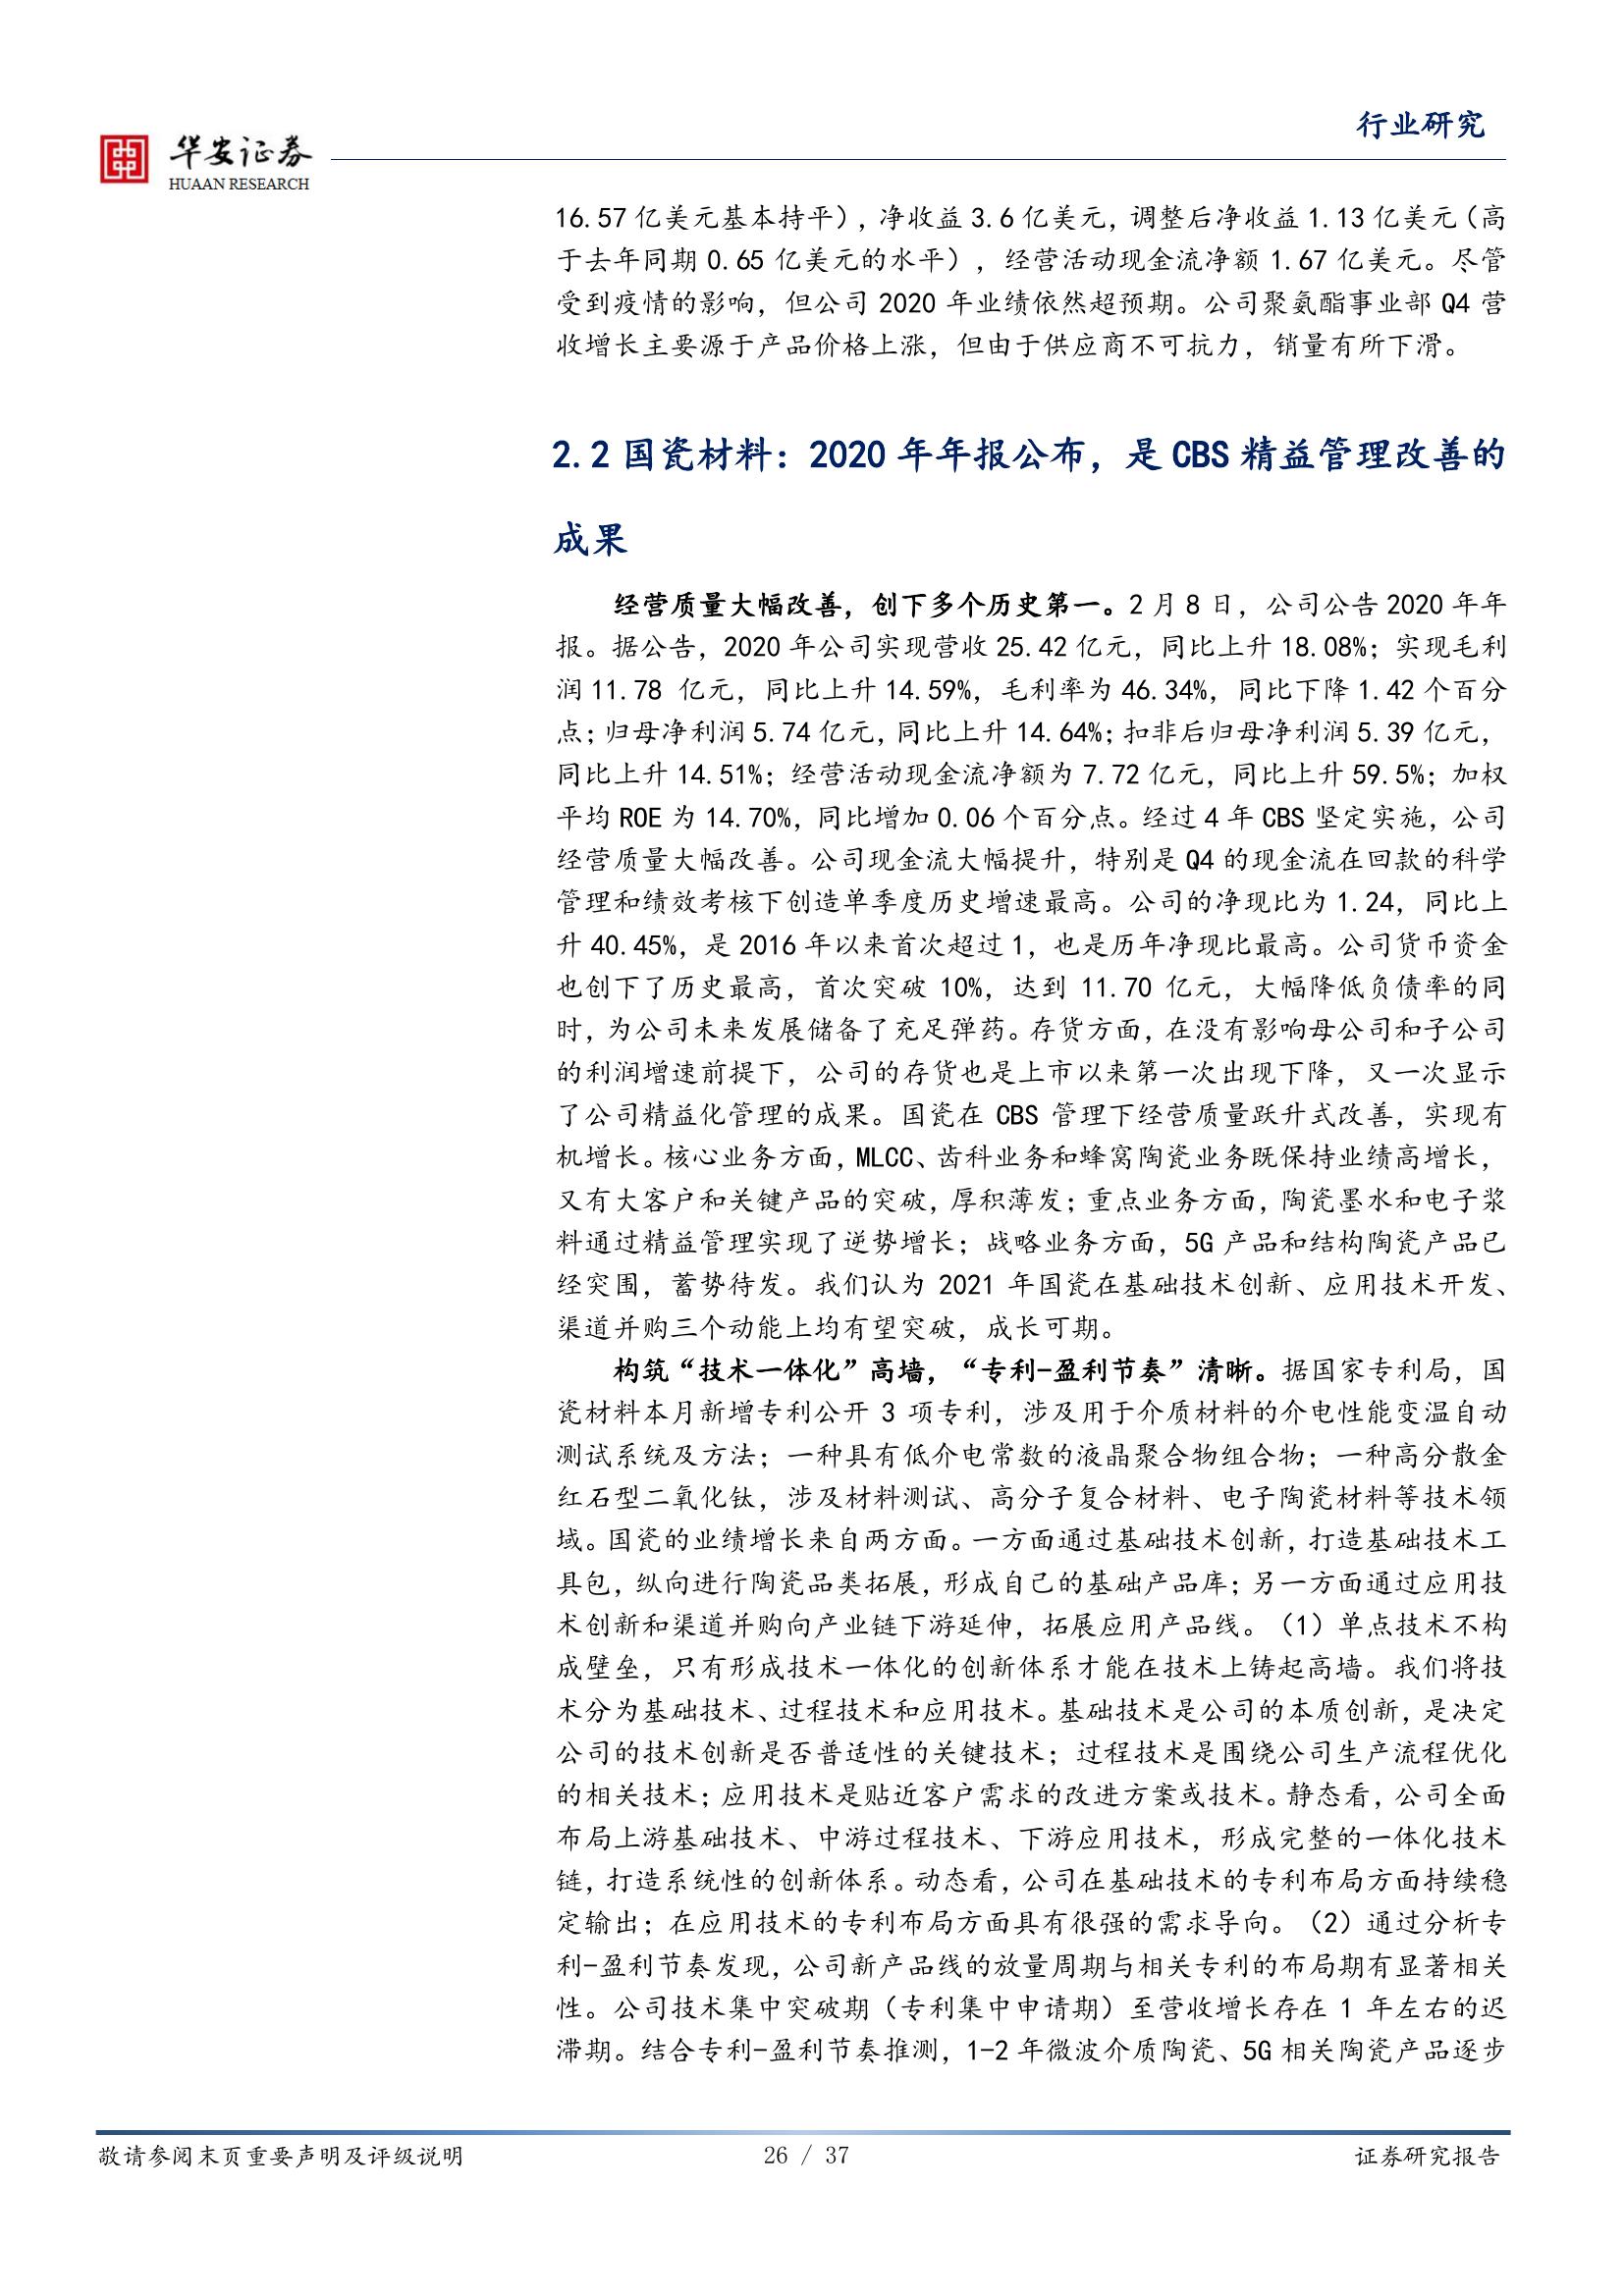 行业研究
华安证券
HUAAN RESEARCH
16.57 亿美元基本持平），净收益 3.6 亿美元，调整后净收益 1.13 亿美元（高
于去年同期 0.65 亿美元的水平），经营活动现金流净额 1.67 亿美元。尽管
受到疫情的影响，但公司 2020 年业绩依然超预期。公司聚氨酯事业部 Q4 营
收增长主要源于产品价格上涨，但由于供应商不可抗力，销量有所下滑。
2.2 国瓷材料：2020 年年报公布，是 CBS 精益管理改善的
成果
经营质量大幅改善，创下多个历史第一。2 月 8 日，公司公告 2020 年年
报。据公告，2020 年公司实现营收 25.42 亿元，同比上升 18.08%；实现毛利
润 11.78 亿元，同比上升 14.59%，毛利率为 46.34%，同比下降 1.42 个百分
点；归母净利润 5.74 亿元，同比上升 14.64%；扣非后归母净利润 5.39 亿元，
同比上升 14.51%；经营活动现金流净额为 7.72 亿元，同比上升 59.5%；加权
平均 ROE 为 14.70%，同比增加 0.06 个百分点。经过 4 年 CBS 坚定实施，公司
经营质量大幅改善。公司现金流大幅提升，特别是 Q4 的现金流在回款的科学
管理和绩效考核下创造单季度历史增速最高。公司的净现比为 1.24，同比上
升 40.45%，是 2016 年以来首次超过 1，也是历年净现比最高。公司货币资金
也创下了历史最高，首次突破 10%，达到 11.70 亿元，大幅降低负债率的同
时，为公司未来发展储备了充足弹药。存货方面，在没有影响母公司和子公司
的利润增速前提下，公司的存货也是上市以来第一次出现下降，又一次显示
了公司精益化管理的成果。国瓷在 CBS 管理下经营质量跃升式改善，实现有
机增长。核心业务方面，MLCC、齿科业务和蜂窝陶瓷业务既保持业绩高增长，
又有大客户和关键产品的突破，厚积薄发；重点业务方面，陶瓷墨水和电子浆
料通过精益管理实现了逆势增长；战略业务方面，5G 产品和结构陶瓷产品已
经突围，蓄势待发。我们认为 2021 年国瓷在基础技术创新、应用技术开发、
渠道并购三个动能上均有望突破，成长可期。
构筑“技术一体化”高墙，“专利-盈利节奏”清晰。据国家专利局，国
瓷材料本月新增专利公开 3 项专利，涉及用于介质材料的介电性能变温自动
测试系统及方法；一种具有低介电常数的液晶聚合物组合物；一种高分散金
红石型二氧化钛，涉及材料测试、高分子复合材料、电子陶瓷材料等技术领
域。国瓷的业绩增长来自两方面。一方面通过基础技术创新，打造基础技术工
具包，纵向进行陶瓷品类拓展，形成自己的基础产品库；另一方面通过应用技
术创新和渠道并购向产业链下游延伸，拓展应用产品线。（1）单点技术不构
成壁垒，只有形成技术一体化的创新体系才能在技术上铸起高墙。我们将技
术分为基础技术、过程技术和应用技术。基础技术是公司的本质创新，是决定
公司的技术创新是否普适性的关键技术；过程技术是围绕公司生产流程优化
的相关技术；应用技术是贴近客户需求的改进方案或技术。静态看，公司全面
布局上游基础技术、中游过程技术、下游应用技术，形成完整的一体化技术
链，打造系统性的创新体系。动态看，公司在基础技术的专利布局方面持续稳
定输出；在应用技术的专利布局方面具有很强的需求导向。（2）通过分析专
利-盈利节奏发现，公司新产品线的放量周期与相关专利的布局期有显著相关
性。公司技术集中突破期（专利集中申请期）至营收增长存在 1 年左右的迟
滞期。结合专利-盈利节奏推测，1-2 年微波介质陶瓷、5G 相关陶瓷产品逐步
敬请参阅末页重要声明及评级说明
26 / 37
证券研究报告